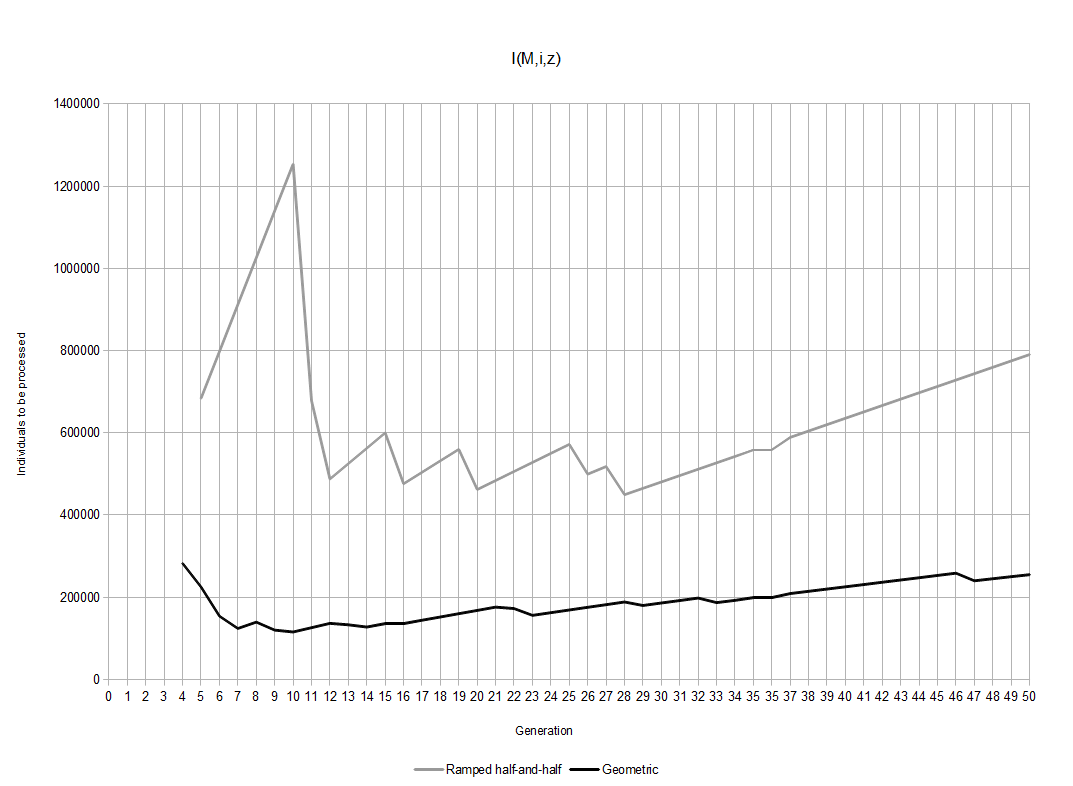 I(M,i,z)
1400000
1200000
1000000
800000
600000
400000
200000
0
Individuals to be processed
0 1 2 3 4 5 6 7 8 9 10 11 12 13 14 15 16 17 18 19 20 21 22 23 24 25 26 27 28 29 30 31 32 33 34 35 35 37 38 39 40 41 42 43 44 45 46 47 48 49 50
Generation
Ramped half-and-half Geometric